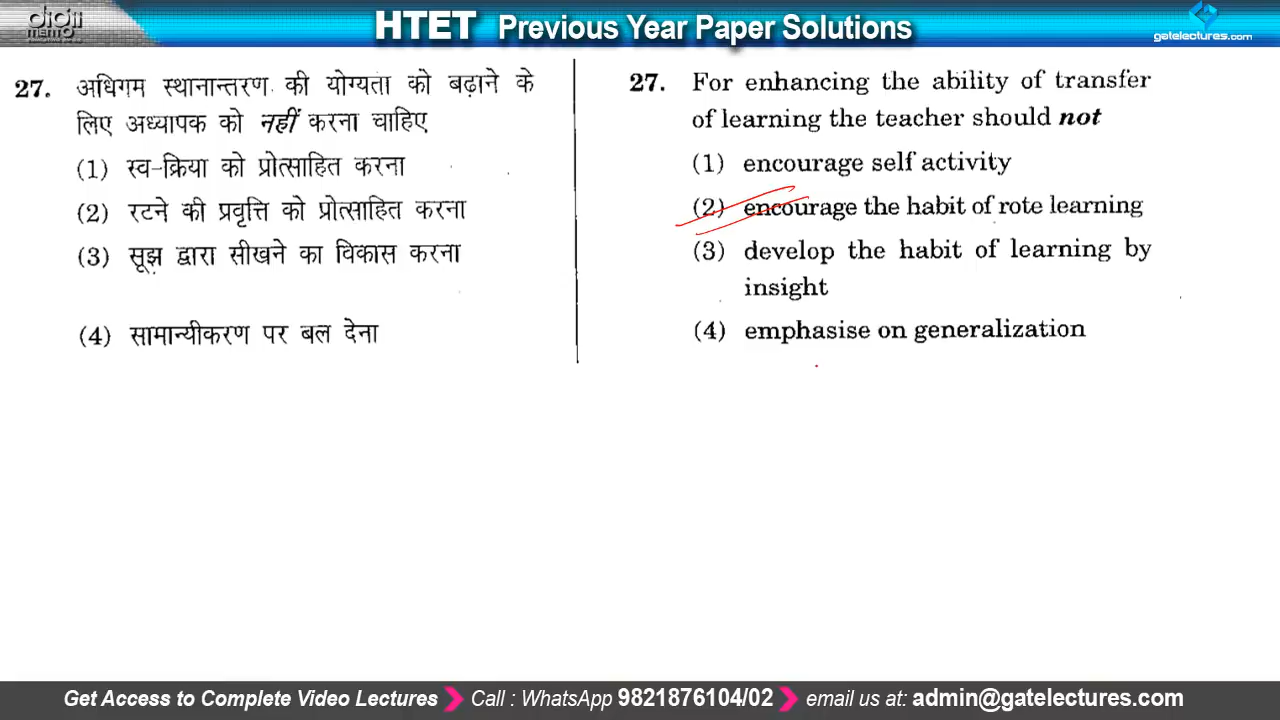 digii
MENTO
HTET Previous Year Paper Solutions
gatelectures.com
27. अधिगम स्थानान्तरण की योग्यता को बढ़ाने के
लिए अध्यापक को नहीं करना चाहिए
(1) स्व-क्रिया को प्रोत्साहित करना
(2) रटने की प्रवृत्ति को प्रोत्साहित करना
(3) सूझ द्वारा सीखने का विकास करना
(4) सामान्यीकरण पर बल देना
27. For enhancing the ability of transfer
of learning the teacher should not
(1) encourage self activity
(2) encourage the habit of rote learning
(3) develop the habit of learning by
insight
(4) emphasise on generalization
Get Access to Complete Video Lectures Call : WhatsApp 9821876104/02 email us at: admin@gatelectures.com